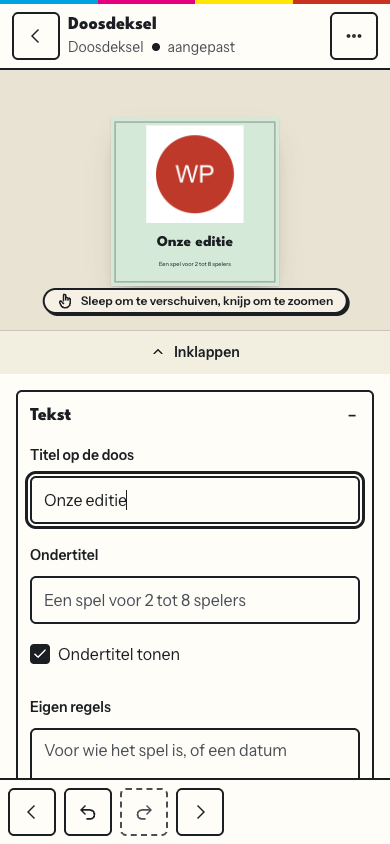 Doosdeksel
Doosdeksel ● aangepast
WP
Onze editie
Een spel voor 2 tot 8 spelers
Sleep om te verschuiven, knijp om te zoomen
Inklappen
Tekst
Titel op de doos
Onze editie
Ondertitel
Een spel voor 2 tot 8 spelers
Ondertitel tonen
Eigen regels
Voor wie het spel is, of een datum